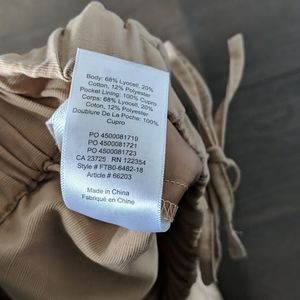 Body: 68% Lyocell, 20%
Cotton, 12% Polyester
Pocket Lining: 100% Cupro
Corps: 68% Lyocell, 20%
Coton, 12% Polyester
Doublure De La Poche: 100%
Cupro
PO 4500081719
PO 4500081721
PO 4500081723
CA 23725 RN 122354
Style # FTB0-6482-18
Article # 66203
Made in China
Fabriqué en Chine